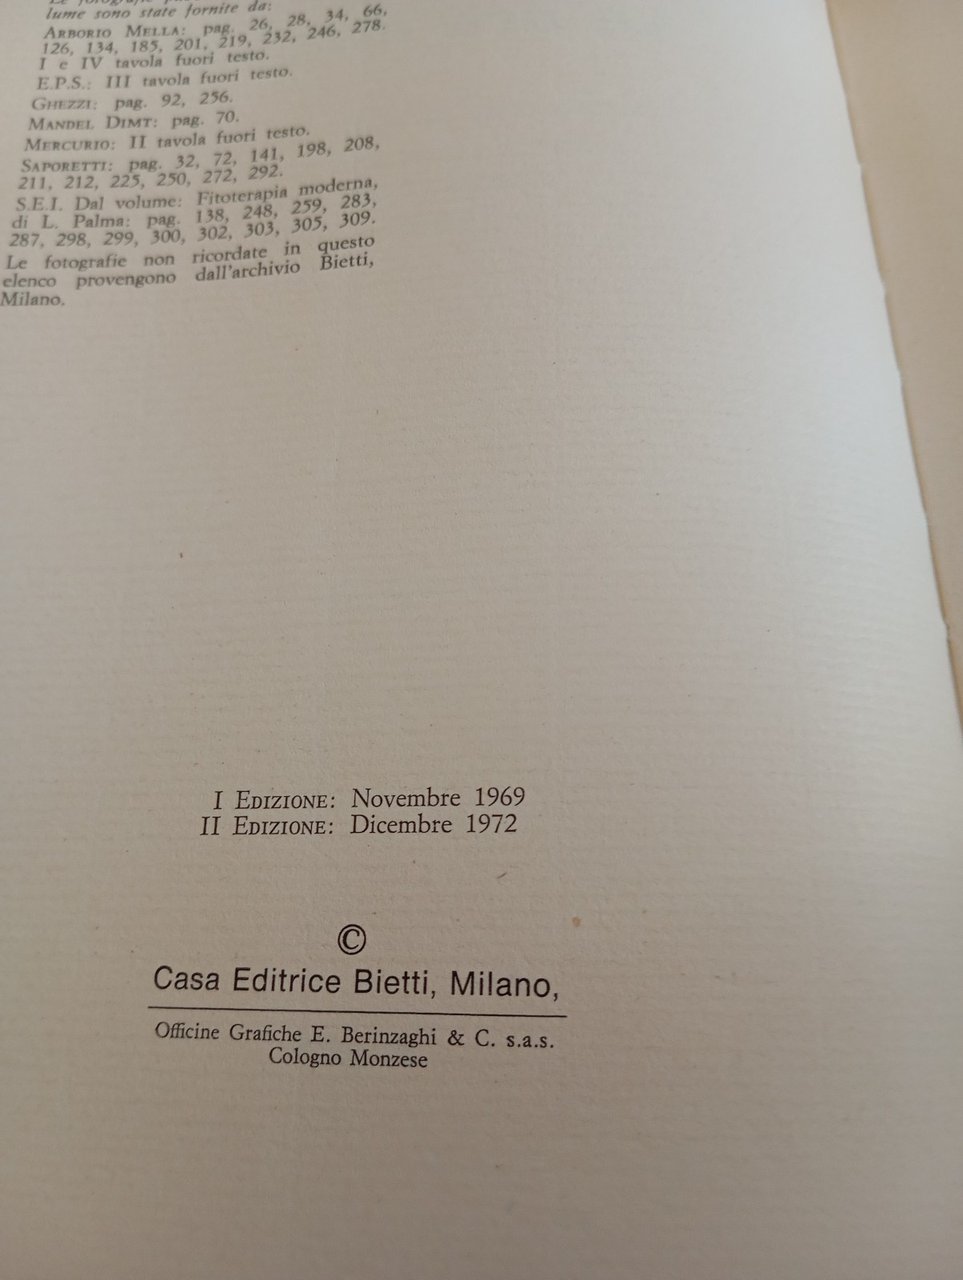 Le fotografie
lume sono state fornite da:
ARBORIO MELLA: pag. 26, 28, 34, 66,
126, 134, 185, 201, 219, 232, 246, 278.
I e IV tavola fuori testo.
E.P.S.: III tavola fuori testo.
GHEZZI: pag. 92, 256.
MANDEL DIMT: pag. 70.
MERCURIO: II tavola fuori testo.
SAPORETTI: pag. 32, 72, 141, 198, 208,
211, 212, 225, 250, 272, 292.
S.E.I. Dal volume: Fitoterapia moderna,
di L. Palma: pag. 138, 248, 259, 283,
287, 298, 299, 300, 302, 303, 305, 309.
Le fotografie non ricordate in questo
elenco provengono dall'archivio Bietti,
Milano.
I EDIZIONE: Novembre 1969
II EDIZIONE: Dicembre 1972
©
Casa Editrice Bietti, Milano,
Officine Grafiche E. Berinzaghi & C. s.a.s.
Cologno Monzese